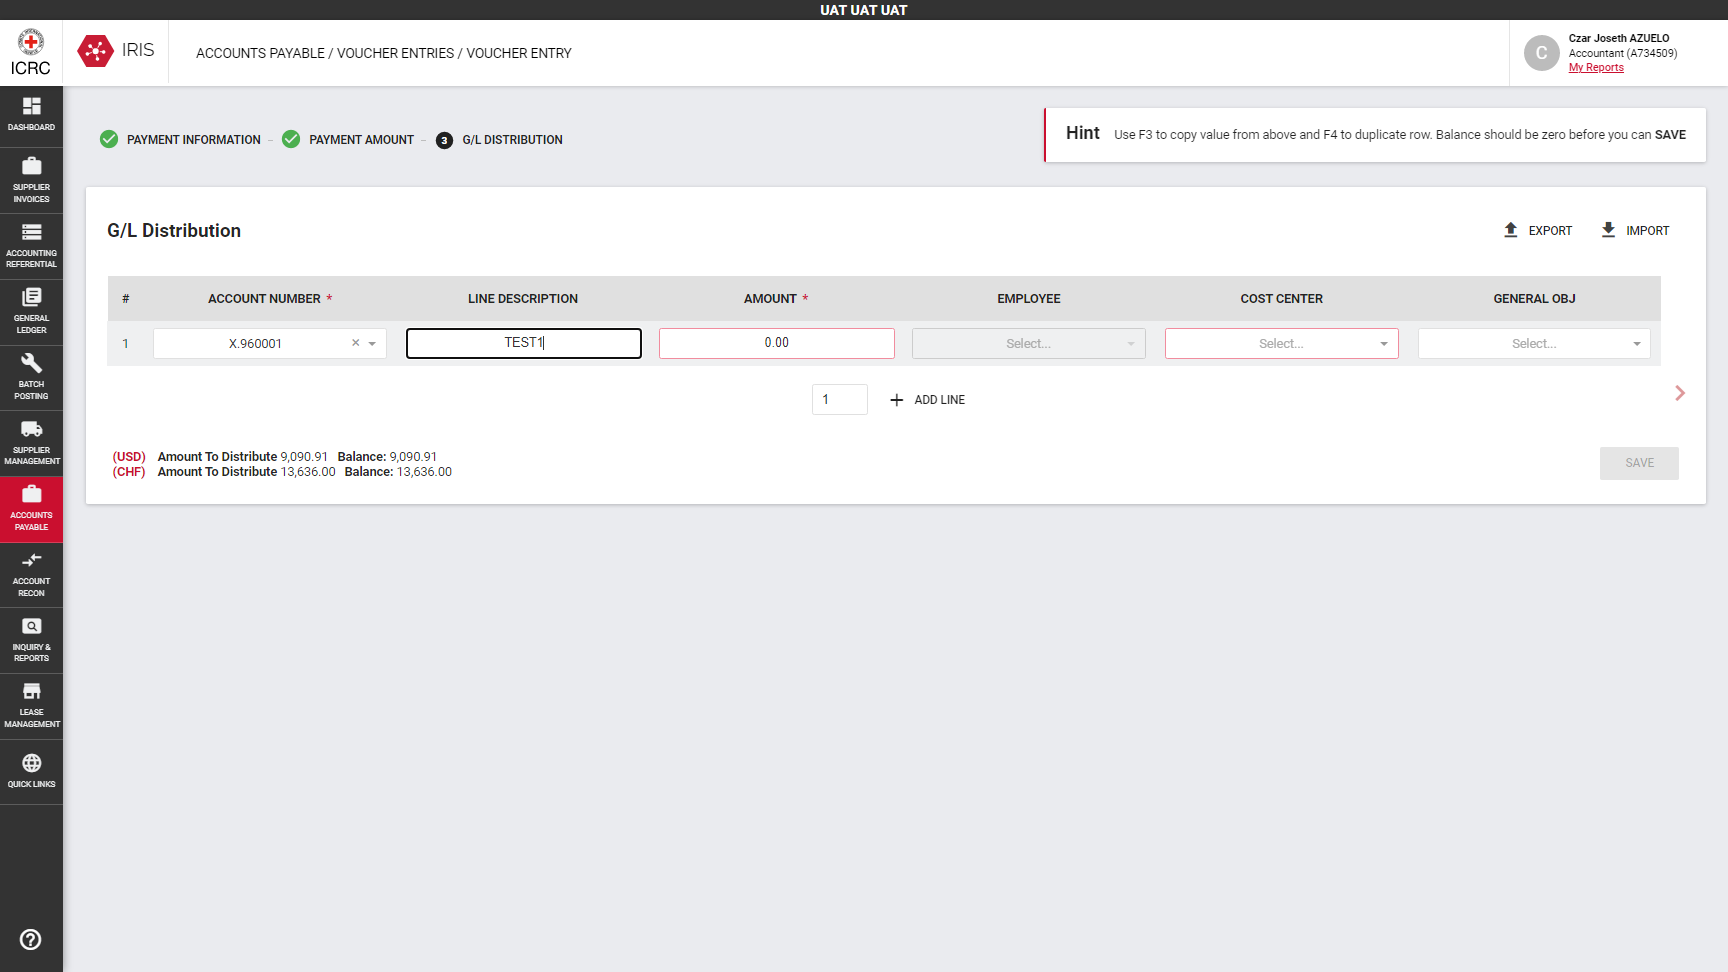 UAT UAT UAT
ICRC
IRIS
ACCOUNTS PAYABLE / VOUCHER ENTRIES / VOUCHER ENTRY
C
Czar Joseth AZUELO
Accountant (A734509)
My Reports
DASHBOARD
SUPPLIER
INVOICES
ACCOUNTING
REFERENTIAL
GENERAL
LEDGER
BATCH
POSTING
SUPPLIER
MANAGEMENT
ACCOUNTS
PAYABLE
ACCOUNT
RECON
INQUIRY &
REPORTS
LEASE
MANAGEMENT
QUICK LINKS
PAYMENT INFORMATION – PAYMENT AMOUNT – 3 G/L DISTRIBUTION
Hint Use F3 to copy value from above and F4 to duplicate row. Balance should be zero before you can SAVE
G/L Distribution
EXPORT IMPORT
# ACCOUNT NUMBER * LINE DESCRIPTION AMOUNT * EMPLOYEE COST CENTER GENERAL OBJ
1 X.960001 × TEST1 0.00 Select... Select... Select...
1 + ADD LINE
(USD) Amount To Distribute 9,090.91 Balance: 9,090.91
(CHF) Amount To Distribute 13,636.00 Balance: 13,636.00
SAVE